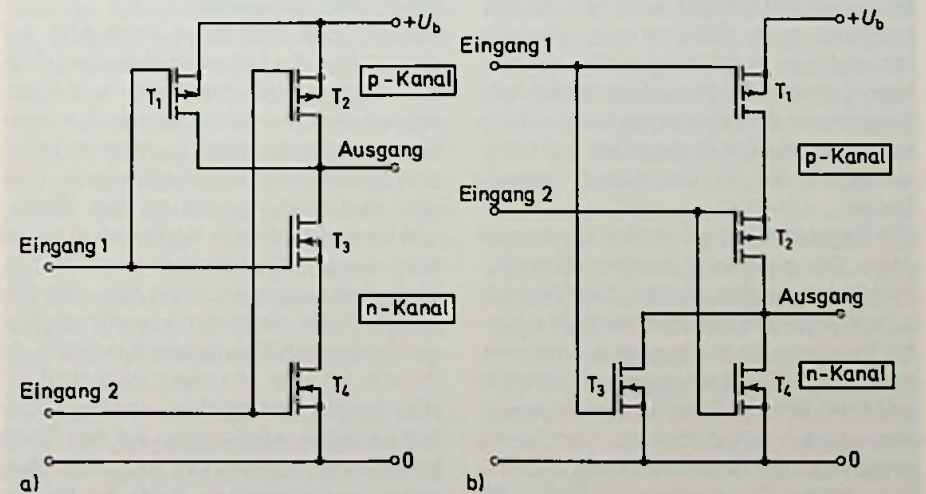 +U_b
T_1
T_2
p-Kanal
Ausgang
T_3
Eingang 1
n-Kanal
Eingang 2
T_4
0
a)
+U_b
Eingang 1
T_1
p-Kanal
Eingang 2
T_2
Ausgang
T_3
T_4
n-Kanal
0
b)